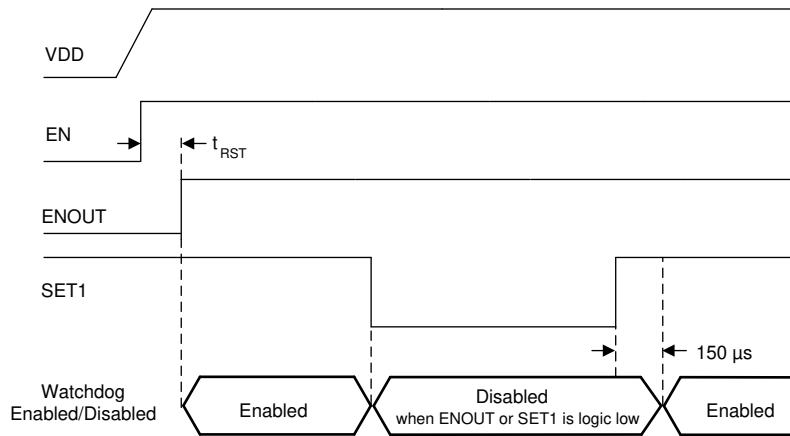 VDD
EN
tRST
ENOUT
SET1
150 µs
Watchdog
Enabled/Disabled
Enabled
Disabled
when ENOUT or SET1 is logic low
Enabled